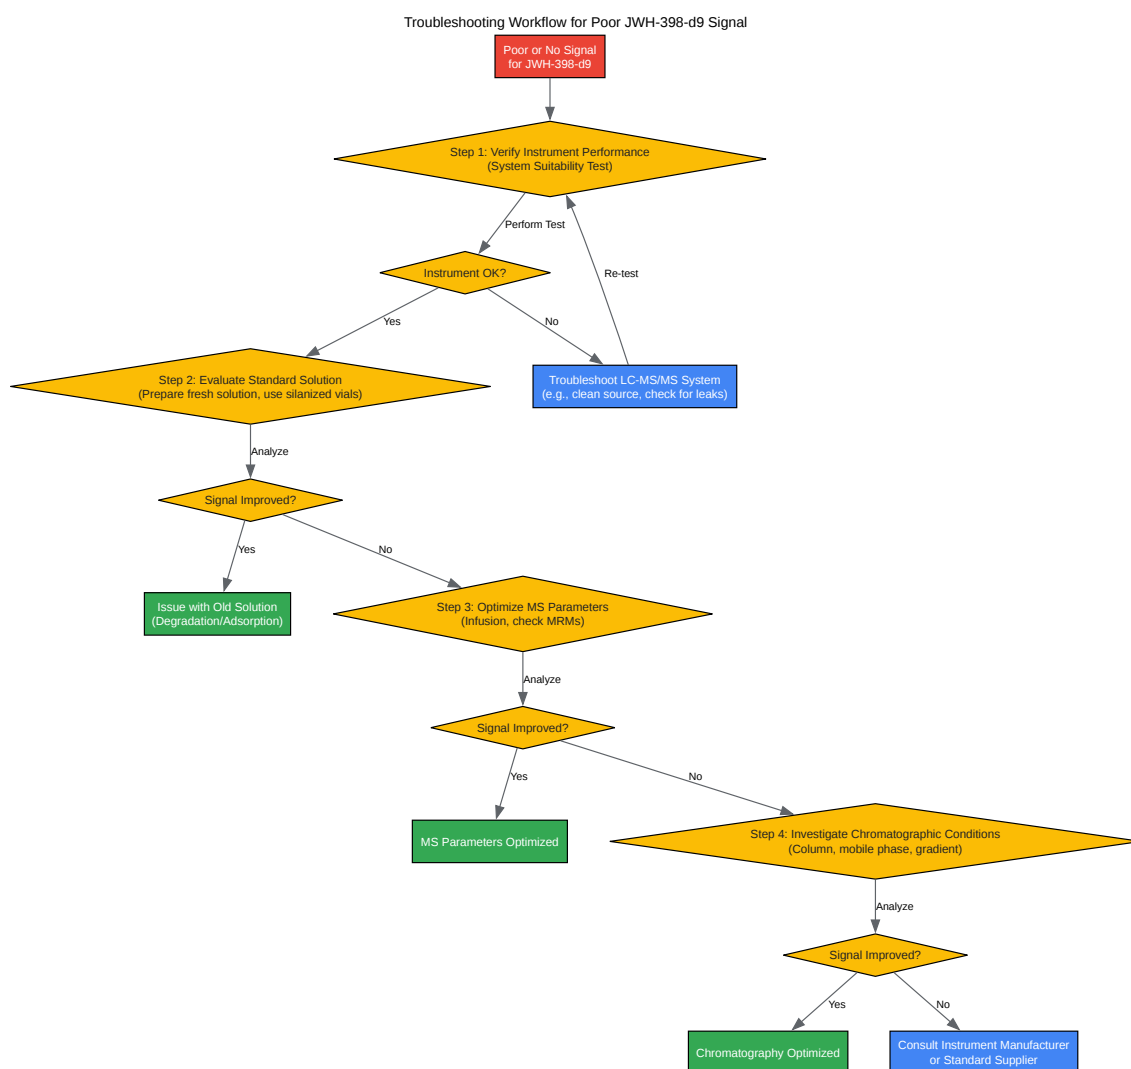 Troubleshooting Workflow for Poor JWH-398-d9 Signal
Poor or No Signal
for JWH-398-d9
Step 1: Verify Instrument Performance
(System Suitability Test)
Perform Test
Re-test
Instrument OK?
Yes
No
Step 2: Evaluate Standard Solution
(Prepare fresh solution, use silanized vials)
Troubleshoot LC-MS/MS System
(e.g., clean source, check for leaks)
Analyze
Signal Improved?
Yes
No
Issue with Old Solution
(Degradation/Adsorption)
Step 3: Optimize MS Parameters
(Infusion, check MRMs)
Analyze
Signal Improved?
Yes
No
MS Parameters Optimized
Step 4: Investigate Chromatographic Conditions
(Column, mobile phase, gradient)
Analyze
Signal Improved?
Yes
No
Chromatography Optimized
Consult Instrument Manufacturer
or Standard Supplier